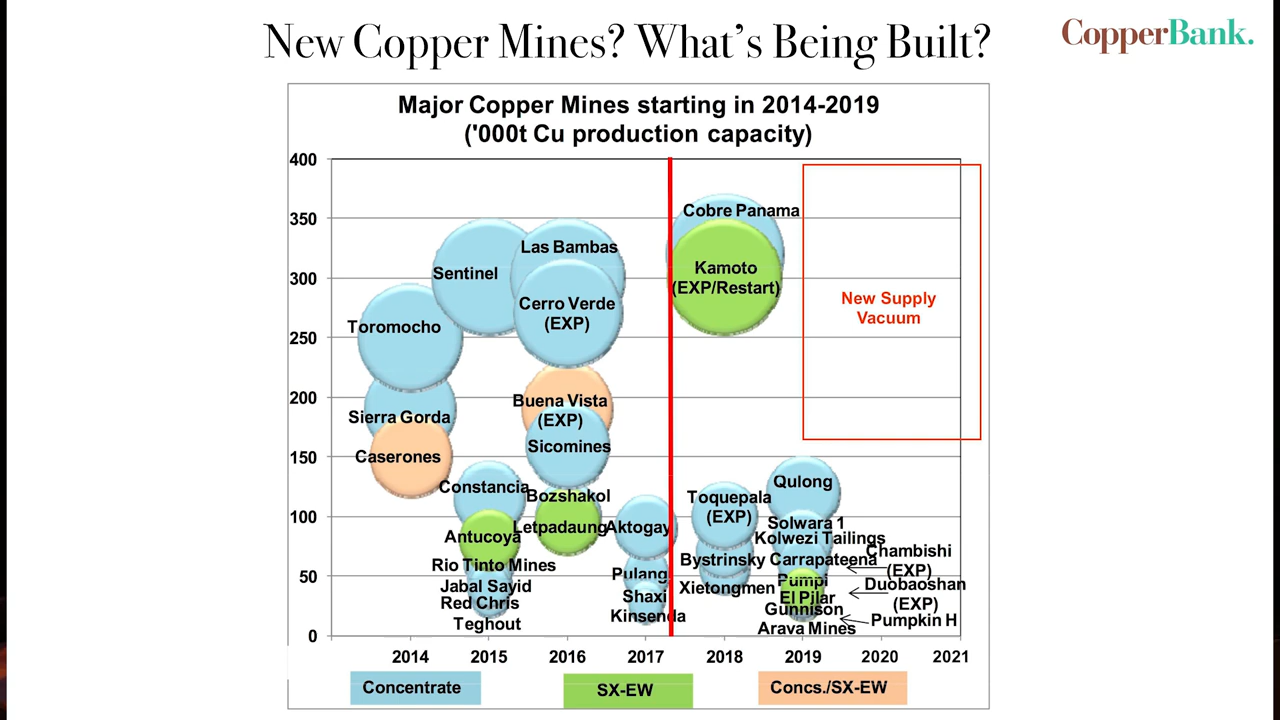 New Copper Mines? What's Being Built?
CopperBank.
Major Copper Mines starting in 2014-2019
('000t Cu production capacity)
400
350
300
250
200
150
100
50
0
Toromocho
Sierra Gorda
Caserones
Sentinel
Constancia
Antucoya
Rio Tinto Mines
Jabal Sayid
Red Chris
Teghout
Las Bambas
Cerro Verde
(EXP)
Buena Vista
(EXP)
Sicomines
Bozshakol
Letpadaung
Aktogay
Pulang
Shaxi
Kinsenda
Cobre Panama
Kamoto
(EXP/Restart)
Toquepala
(EXP)
Bystrinsky
Xietongmen
New Supply
Vacuum
Qulong
Solwara 1
Kolwezi Tailings
Carrapateena
Pumpi
El Pilar
Gunnison
Arava Mines
Chambishi
(EXP)
Duobaoshan
(EXP)
Pumpkin H
2014
2015
2016
2017
2018
2019
2020
2021
Concentrate
SX-EW
Concs./SX-EW